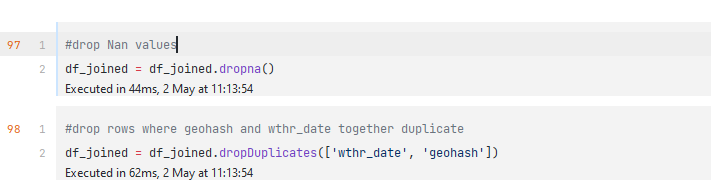 97 1 #drop Nan values
2 df_joined = df_joined.dropna()
Executed in 44ms, 2 May at 11:13:54
98 1 #drop rows where geohash and wthr_date together duplicate
2 df_joined = df_joined.dropDuplicates(['wthr_date', 'geohash'])
Executed in 62ms, 2 May at 11:13:54